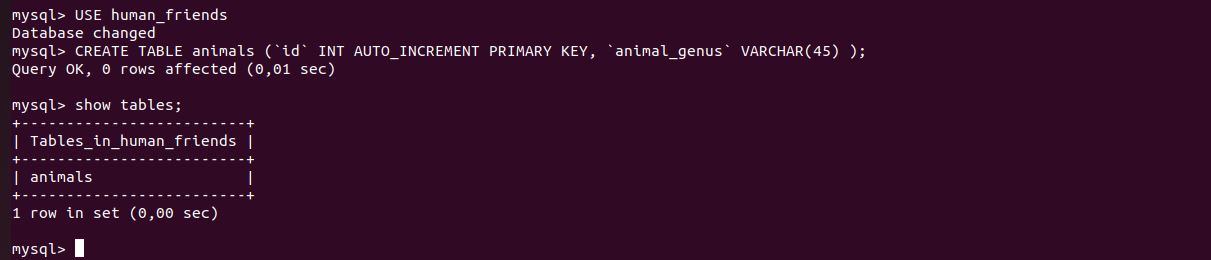 mysql> USE human_friends
Database changed
mysql> CREATE TABLE animals (`id` INT AUTO_INCREMENT PRIMARY KEY, `animal_genus` VARCHAR(45) );
Query OK, 0 rows affected (0,01 sec)

mysql> show tables;
+-------------------------+
| Tables_in_human_friends |
+-------------------------+
| animals                 |
+-------------------------+
1 row in set (0,00 sec)

mysql>